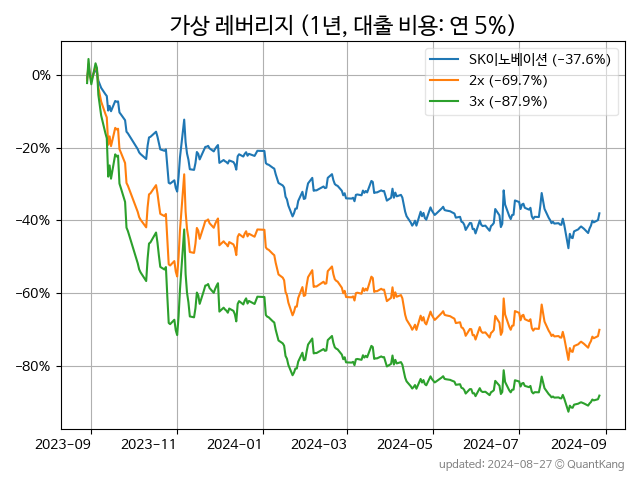 가상 레버리지 (1년, 대출 비용: 연 5%)
SK이노베이션 (−37.6%)
2x (−69.7%)
3x (−87.9%)
0%
−20%
−40%
−60%
−80%
2023-09 2023-11 2024-01 2024-03 2024-05 2024-07 2024-09
updated: 2024-08-27 © QuantKang